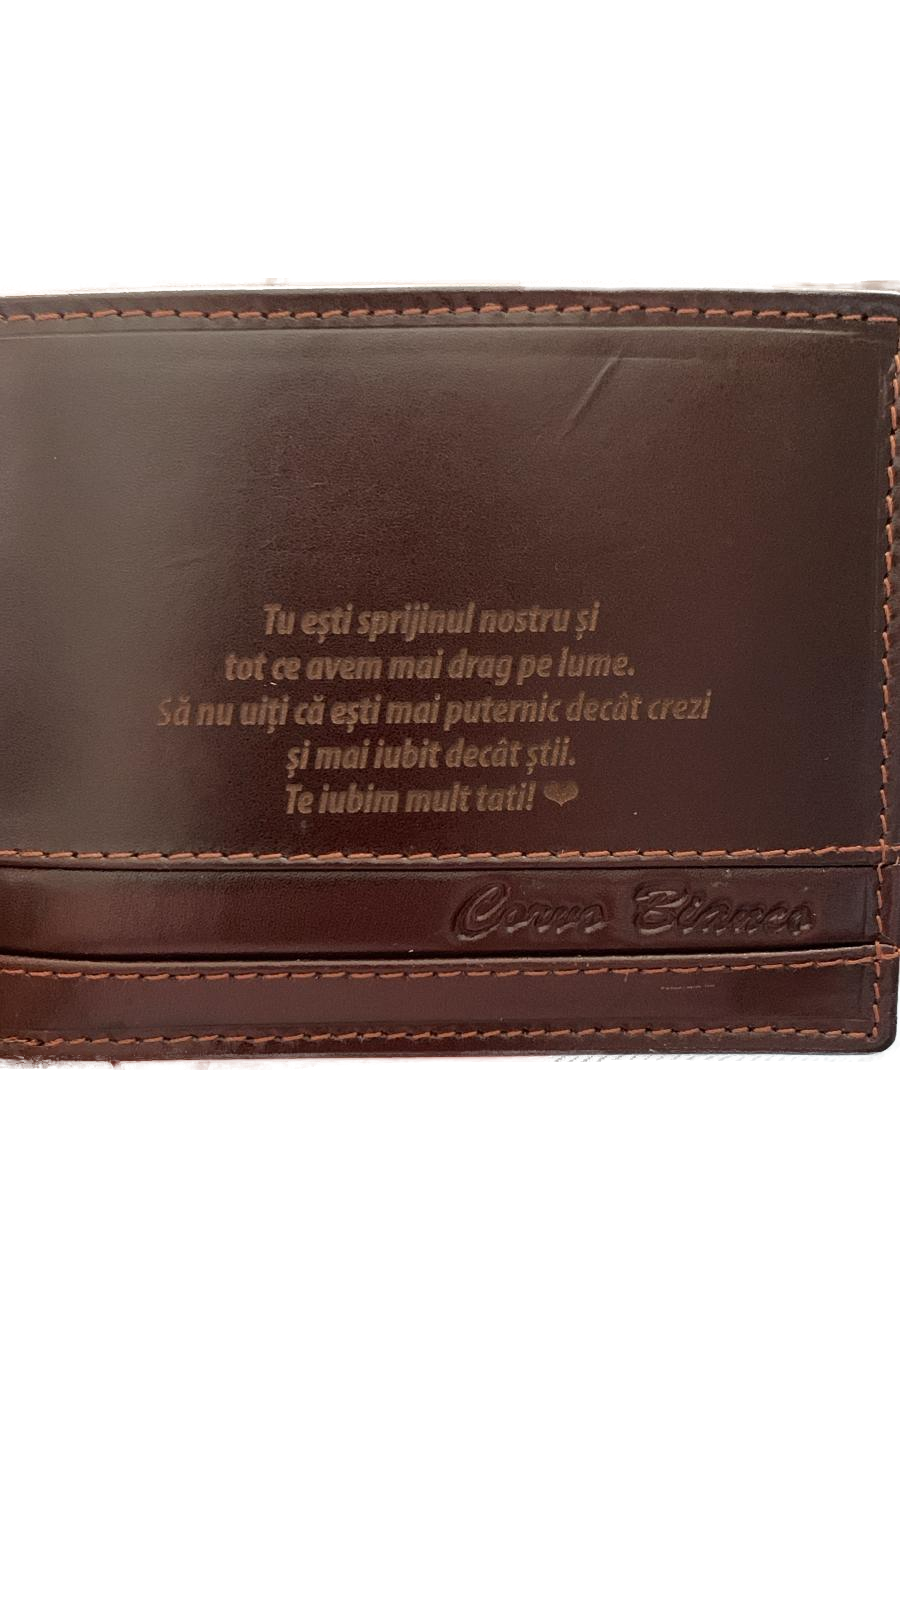 Tu ești sprijinul nostru și
tot ce avem mai drag pe lume.
Să nu uiți că ești mai puternic decât crezi
și mai iubit decât știi.
Te iubim mult tati! ❤
Corvo Bianco